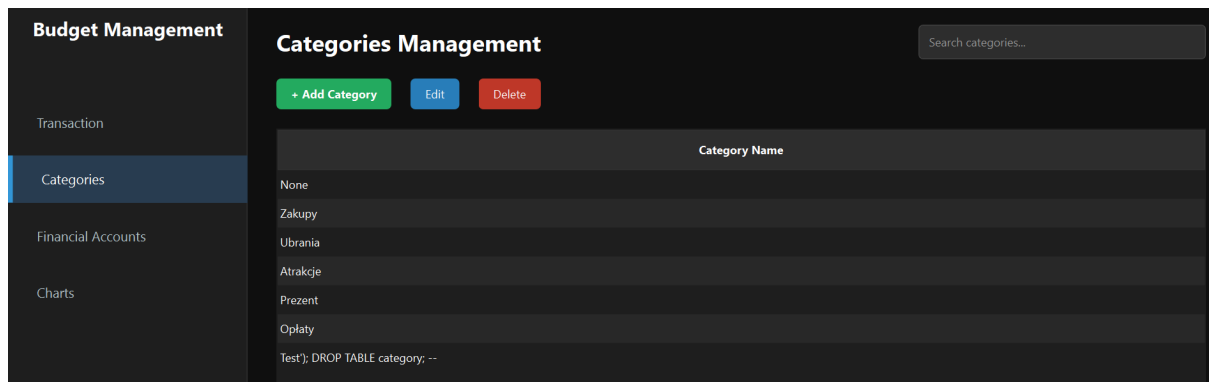 Budget Management
Transaction
Categories
Financial Accounts
Charts
Categories Management
Search categories...
+ Add Category
Edit
Delete
Category Name
None
Zakupy
Ubrania
Atrakcje
Prezent
Opłaty
Test'); DROP TABLE category; --